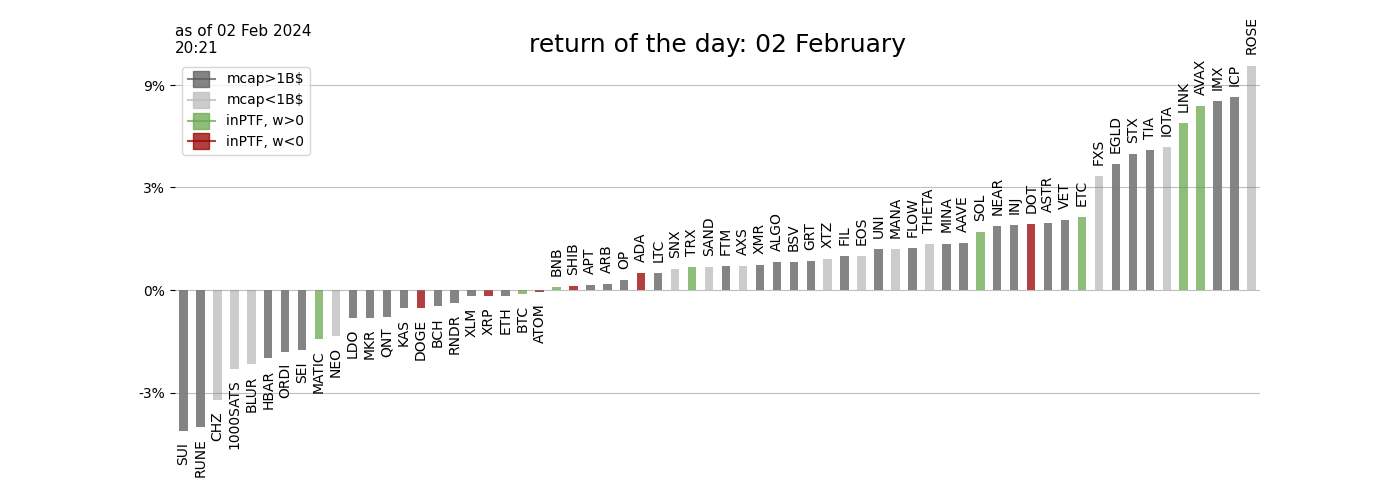 as of 02 Feb 2024
20:21
return of the day: 02 February
mcap>1B$
mcap<1B$
inPTF, w>0
inPTF, w<0
9%
3%
0%
-3%
SUI
RUNE
CHZ
1000SATS
BLUR
HBAR
ORDI
SEI
MATIC
NEO
LDO
MKR
QNT
KAS
DOGE
BCH
RNDR
XLM
XRP
ETH
BTC
ATOM
BNB
SHIB
APT
ARB
OP
ADA
LTC
SNX
TRX
SAND
FTM
AXS
XMR
ALGO
BSV
GRT
XTZ
FIL
EOS
UNI
MANA
FLOW
THETA
MINA
AAVE
SOL
NEAR
INJ
DOT
ASTR
VET
ETC
FXS
EGLD
STX
TIA
IOTA
LINK
AVAX
IMX
ICP
ROSE